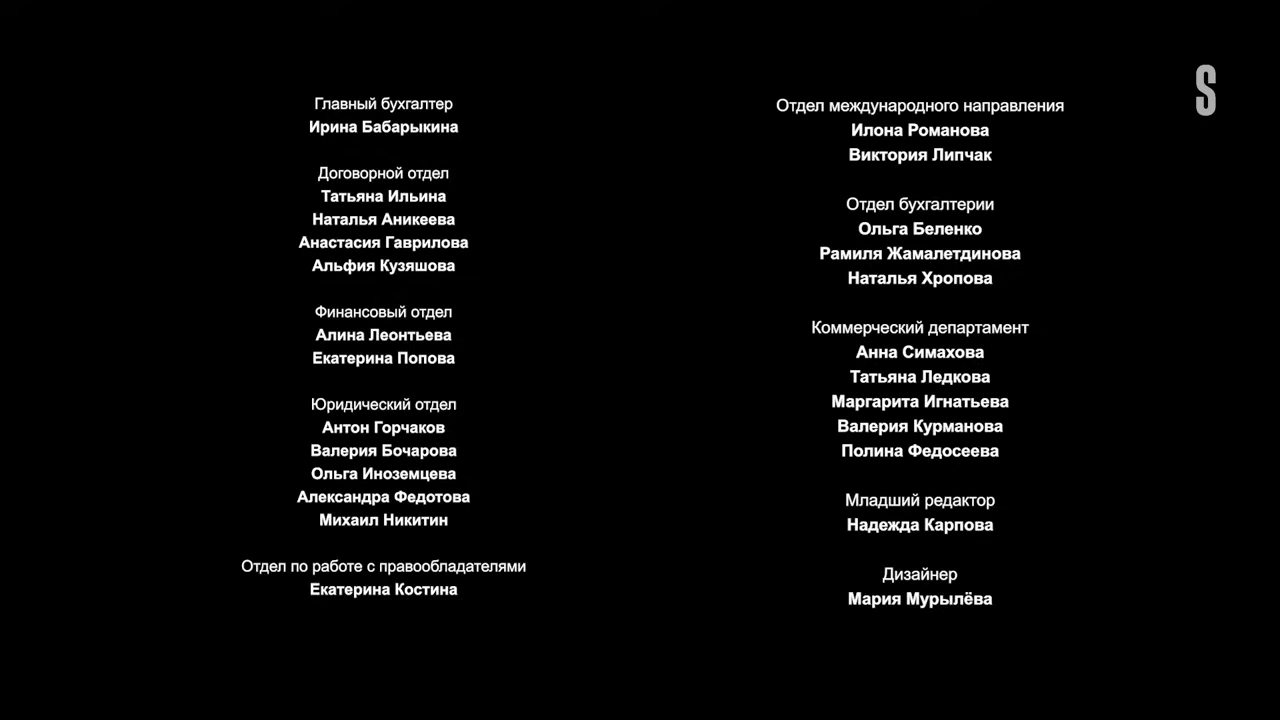 Главный бухгалтер
Ирина Бабарыкина
Договорной отдел
Татьяна Ильина
Наталья Аникеева
Анастасия Гаврилова
Альфия Кузяшова
Финансовый отдел
Алина Леонтьева
Екатерина Попова
Юридический отдел
Антон Горчаков
Валерия Бочарова
Ольга Иноземцева
Александра Федотова
Михаил Никитин
Отдел по работе с правообладателями
Екатерина Костина
Отдел международного направления
Илона Романова
Виктория Липчак
Отдел бухгалтерии
Ольга Беленко
Рамиля Жамалетдинова
Наталья Хропова
Коммерческий департамент
Анна Симахова
Татьяна Ледкова
Маргарита Игнатьева
Валерия Курманова
Полина Федосеева
Младший редактор
Надежда Карпова
Дизайнер
Мария Мурылёва
S